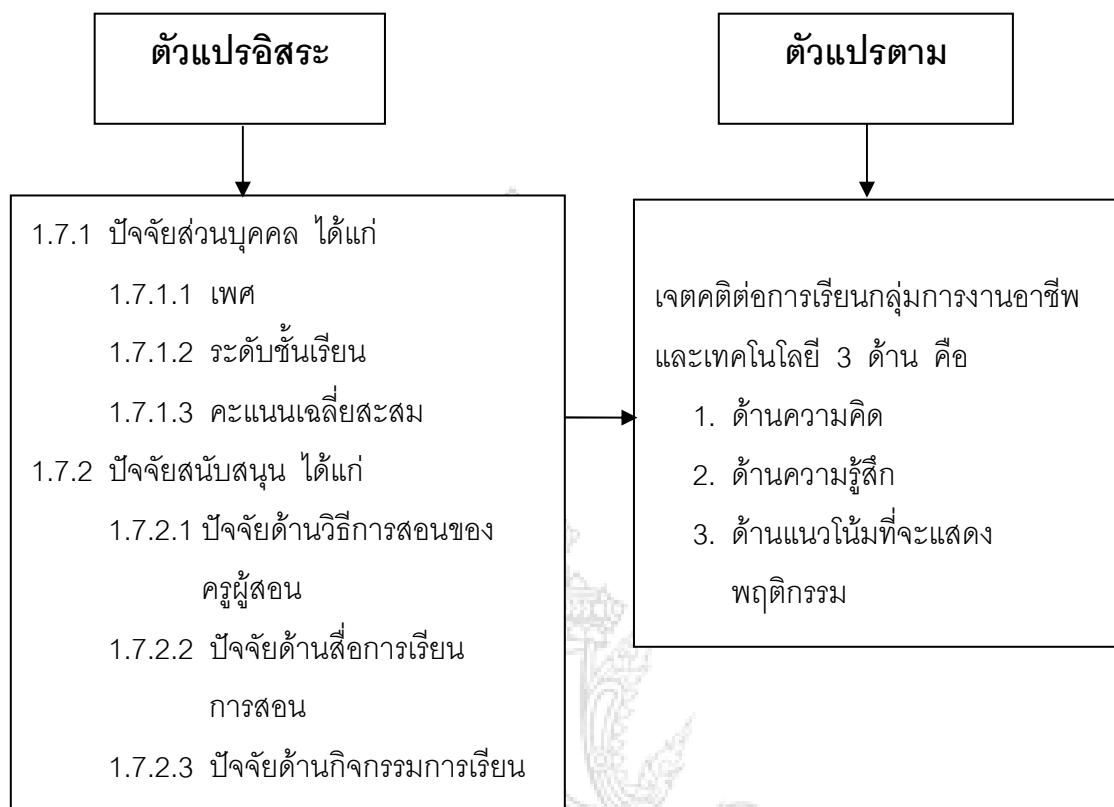 ตัวแปรอิสระ
ตัวแปรตาม
1.7.1 ปัจจัยส่วนบุคคล ได้แก่
1.7.1.1 เพศ
1.7.1.2 ระดับชั้นเรียน
1.7.1.3 คะแนนเฉลี่ยสะสม
1.7.2 ปัจจัยสนับสนุน ได้แก่
1.7.2.1 ปัจจัยด้านวิธีการสอนของ
ครูผู้สอน
1.7.2.2 ปัจจัยด้านสื่อการเรียน
การสอน
1.7.2.3 ปัจจัยด้านกิจกรรมการเรียน
เจตคติต่อการเรียนกลุ่มการงานอาชีพ
และเทคโนโลยี 3 ด้าน คือ
1. ด้านความคิด
2. ด้านความรู้สึก
3. ด้านแนวโน้มที่จะแสดง
พฤติกรรม